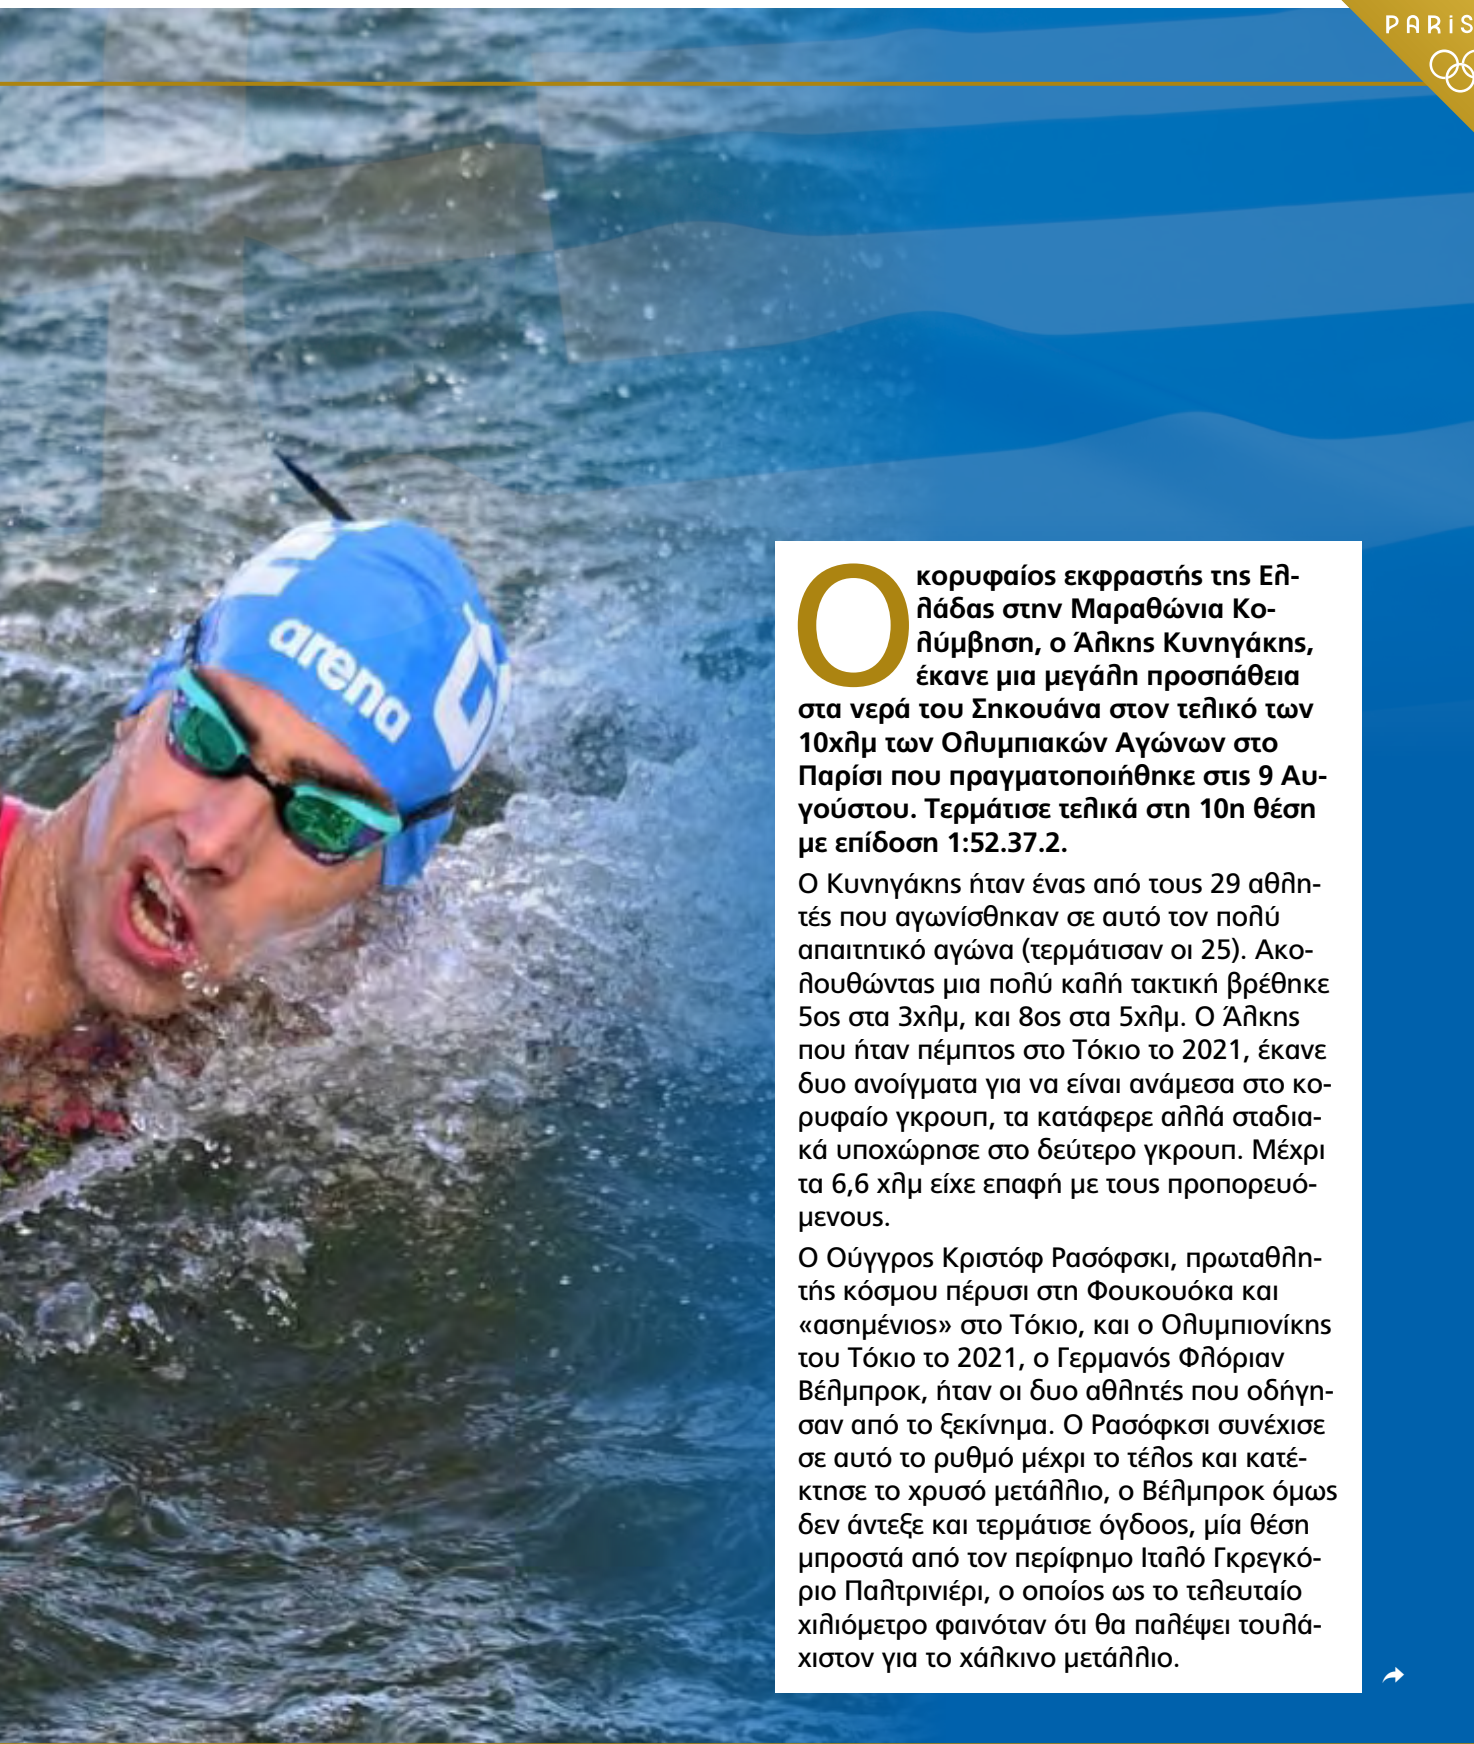 PARIS
arena
Ο κορυφαίος εκφραστής της Ελ-
λάδας στην Μαραθώνια Κο-
λύμβηση, ο Άλκης Κυνηγάκης,
έκανε μια μεγάλη προσπάθεια
στα νερά του Σηκουάνα στον τελικό των
10χλμ των Ολυμπιακών Αγώνων στο
Παρίσι που πραγματοποιήθηκε στις 9 Αυ-
γούστου. Τερμάτισε τελικά στη 10η θέση
με επίδοση 1:52.37.2.
Ο Κυνηγάκης ήταν ένας από τους 29 αθλη-
τές που αγωνίσθηκαν σε αυτό τον πολύ
απαιτητικό αγώνα (τερμάτισαν οι 25). Ακο-
λουθώντας μια πολύ καλή τακτική βρέθηκε
5ος στα 3χλμ, και 8ος στα 5χλμ. Ο Άλκης
που ήταν πέμπτος στο Τόκιο το 2021, έκανε
δυο ανοίγματα για να είναι ανάμεσα στο κο-
ρυφαίο γκρουπ, τα κατάφερε αλλά σταδια-
κά υποχώρησε στο δεύτερο γκρουπ. Μέχρι
τα 6,6 χλμ είχε επαφή με τους προπορευό-
μενους.
Ο Ούγγρος Κριστόφ Ρασόφσκι, πρωταθλη-
τής κόσμου πέρυσι στη Φουκουόκα και
«ασημένιος» στο Τόκιο, και ο Ολυμπιονίκης
του Τόκιο το 2021, ο Γερμανός Φλόριαν
Βέλμπροκ, ήταν οι δυο αθλητές που οδήγη-
σαν από το ξεκίνημα. Ο Ρασόφκσι συνέχισε
σε αυτό το ρυθμό μέχρι το τέλος και κατέ-
κτησε το χρυσό μετάλλιο, ο Βέλμπροκ όμως
δεν άντεξε και τερμάτισε όγδοος, μία θέση
μπροστά από τον περίφημο Ιταλό Γκρεγκό-
ριο Παλτρινιέρι, ο οποίος ως το τελευταίο
χιλιόμετρο φαινόταν ότι θα παλέψει τουλά-
χιστον για το χάλκινο μετάλλιο.